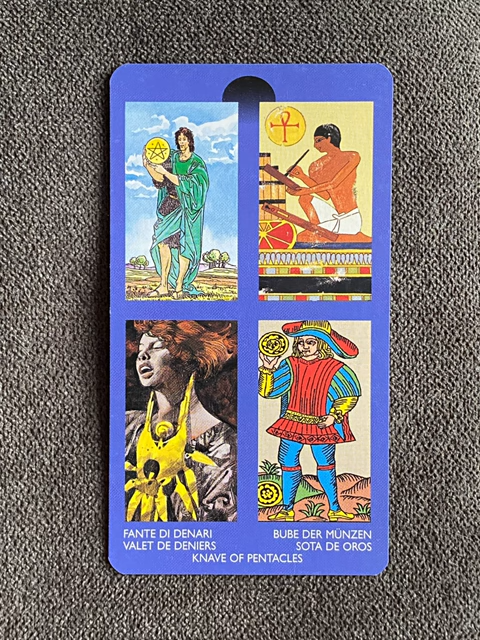 FANTE DI DENARI
VALET DE DENIERS
BUBE DER MÜNZEN
SOTA DE OROS
KNAVE OF PENTACLES